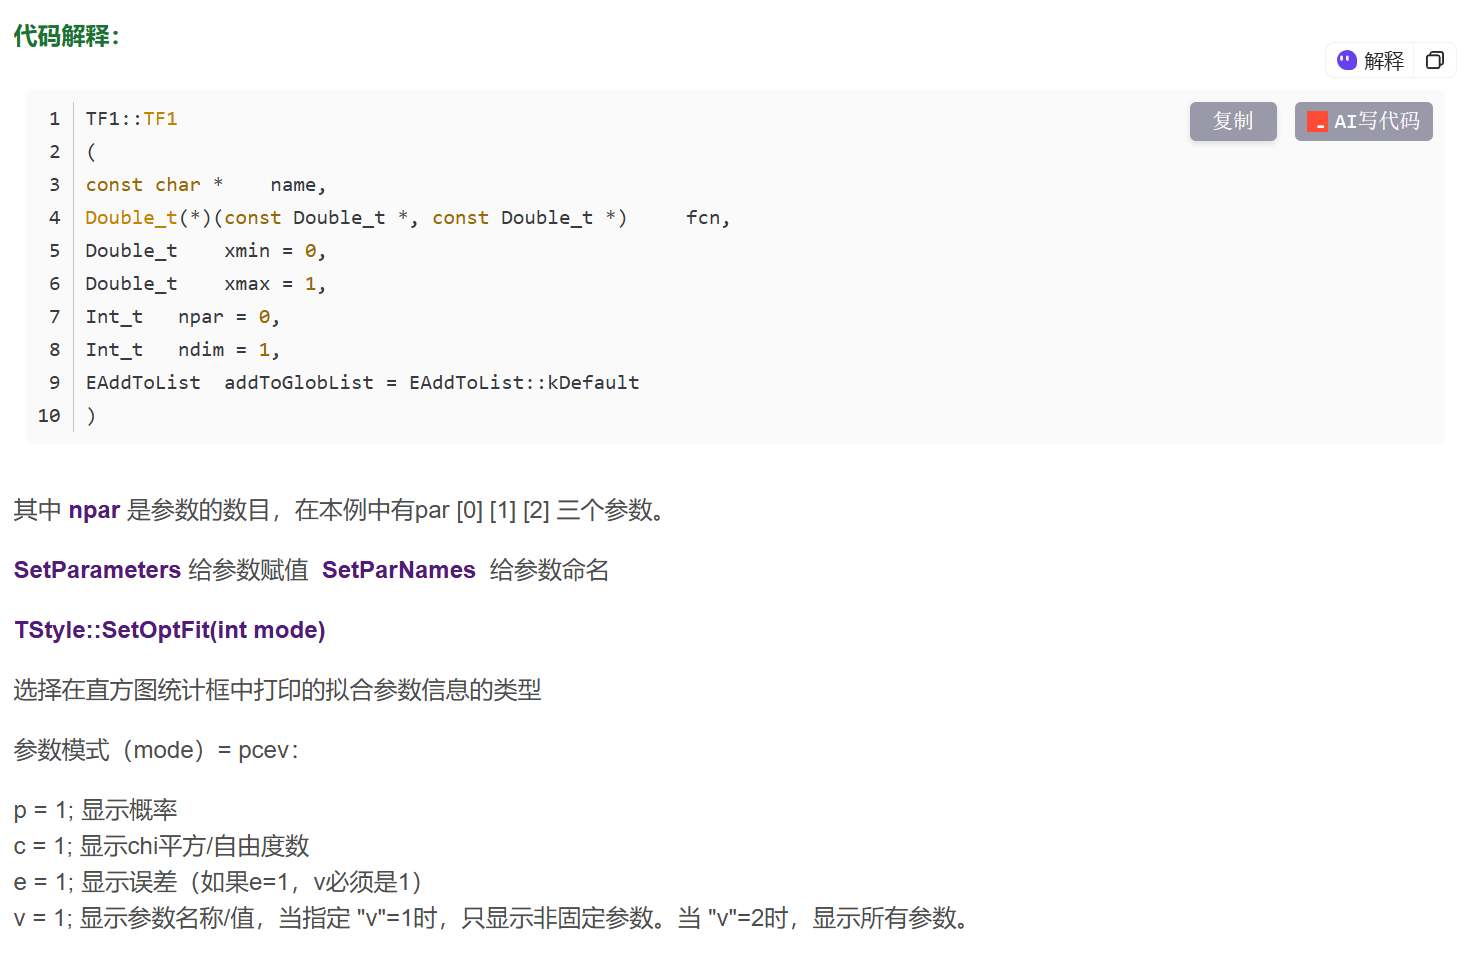 代码解释：
解释
复制
AI写代码
1 TF1::TF1
2 (
3 const char *    name,
4 Double_t(*)(const Double_t *, const Double_t *)     fcn,
5 Double_t    xmin = 0,
6 Double_t    xmax = 1,
7 Int_t   npar = 0,
8 Int_t   ndim = 1,
9 EAddToList  addToGlobList = EAddToList::kDefault
10 )
其中 npar 是参数的数目，在本例中有par [0] [1] [2] 三个参数。
SetParameters 给参数赋值  SetParNames  给参数命名
TStyle::SetOptFit(int mode)
选择在直方图统计框中打印的拟合参数信息的类型
参数模式（mode）= pcev：
p = 1; 显示概率
c = 1; 显示chi平方/自由度数
e = 1; 显示误差（如果e=1，v必须是1）
v = 1; 显示参数名称/值，当指定 "v"=1时，只显示非固定参数。当 "v"=2时，显示所有参数。